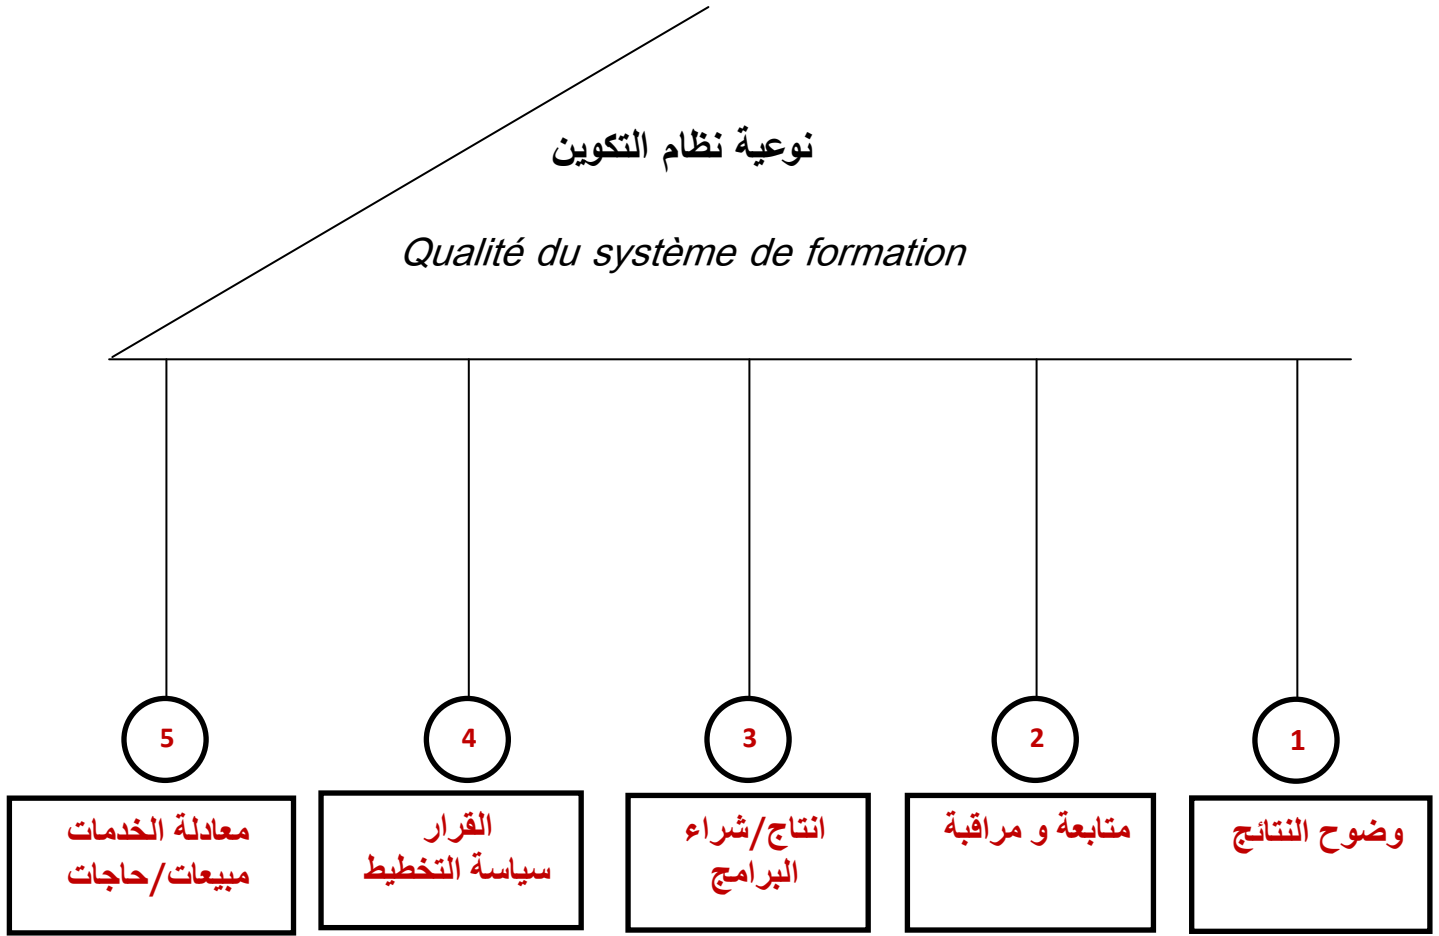 نوعية نظام التكوين
Qualité du système de formation
1
وضوح النتائج
2
متابعة و مراقبة
3
انتاج/شراء
البرامج
4
القرار
سياسة التخطيط
5
معادلة الخدمات
مبيعات/حاجات